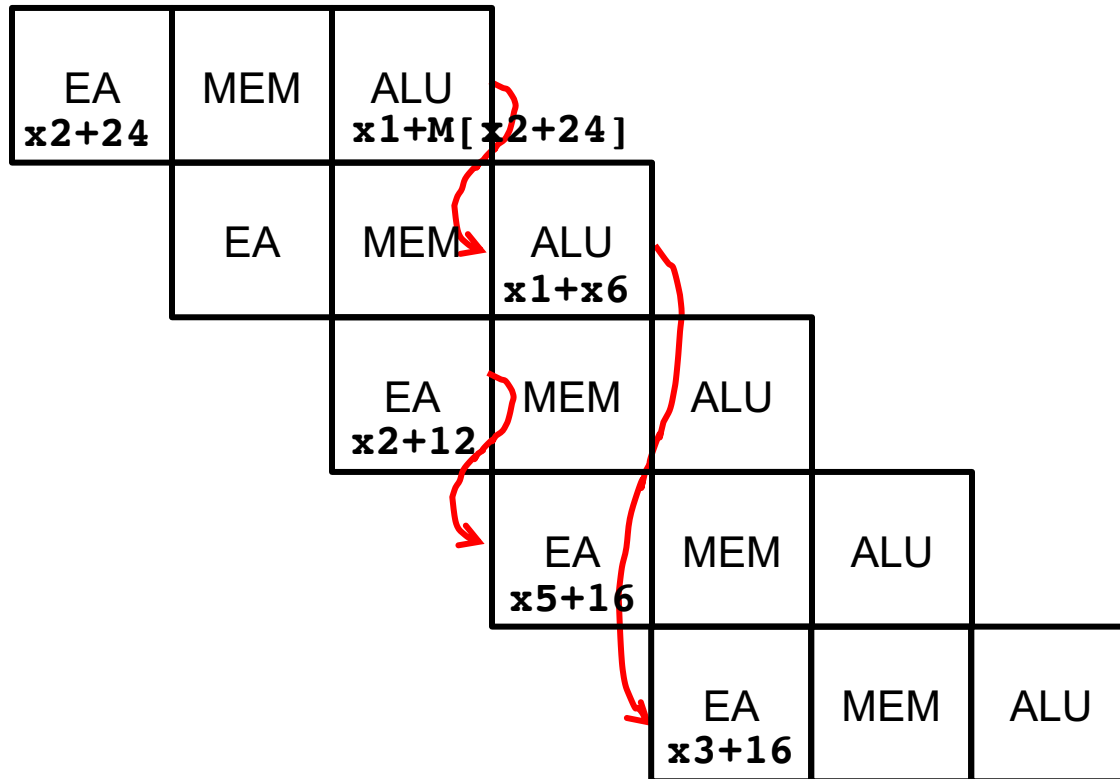 EA MEM ALU
x2+24 x1+M[x2+24]
EA MEM ALU
x1+x6
EA MEM ALU
x2+12
EA MEM ALU
x5+16
EA MEM ALU
x3+16